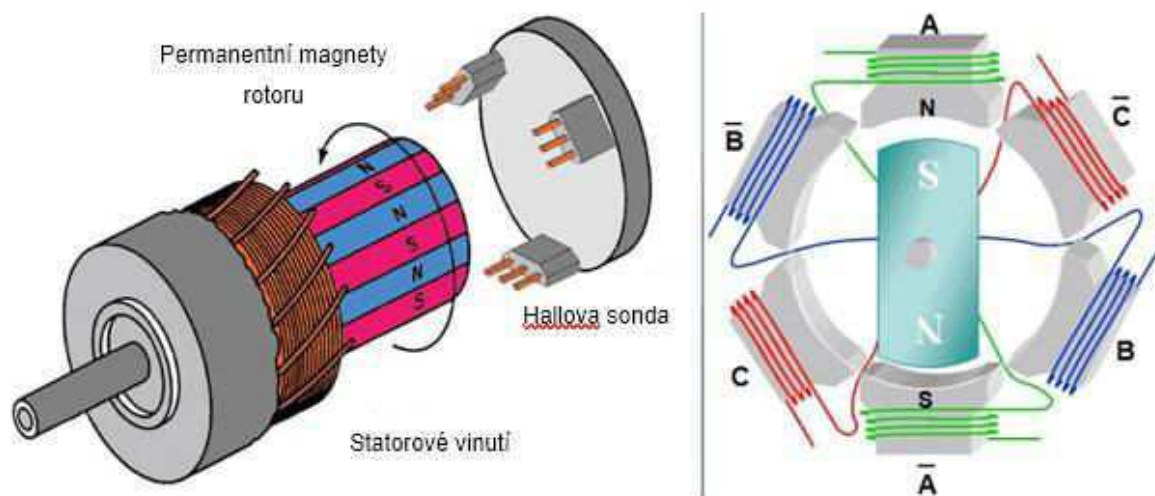 Permanentní magnety
rotoru
N
S
N
S
N
S
Hallova sonda
Statorové vinutí
A
B̅
C̅
N
S
N
C
B
S
A̅